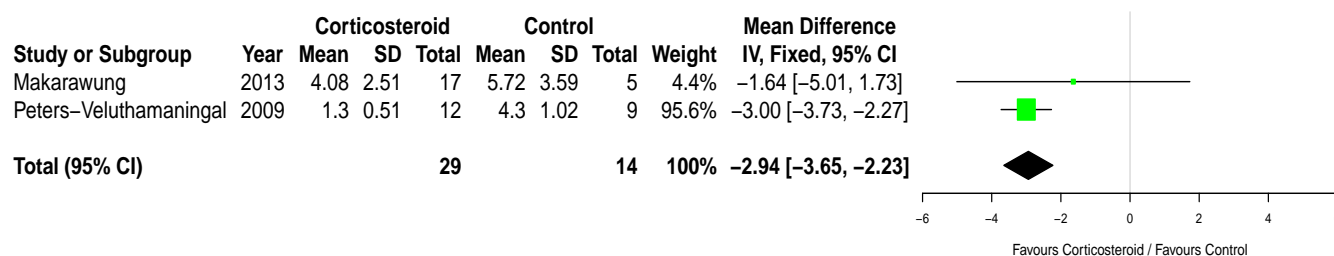 Corticosteroid Control Mean Difference
Study or Subgroup Year Mean SD Total Mean SD Total Weight IV, Fixed, 95% CI
Makarawung 2013 4.08 2.51 17 5.72 3.59 5 4.4% −1.64 [−5.01, 1.73]
Peters−Veluthamaningal 2009 1.3 0.51 12 4.3 1.02 9 95.6% −3.00 [−3.73, −2.27]
Total (95% CI) 29 14 100% −2.94 [−3.65, −2.23]
−6 −4 −2 0 2 4
Favours Corticosteroid / Favours Control